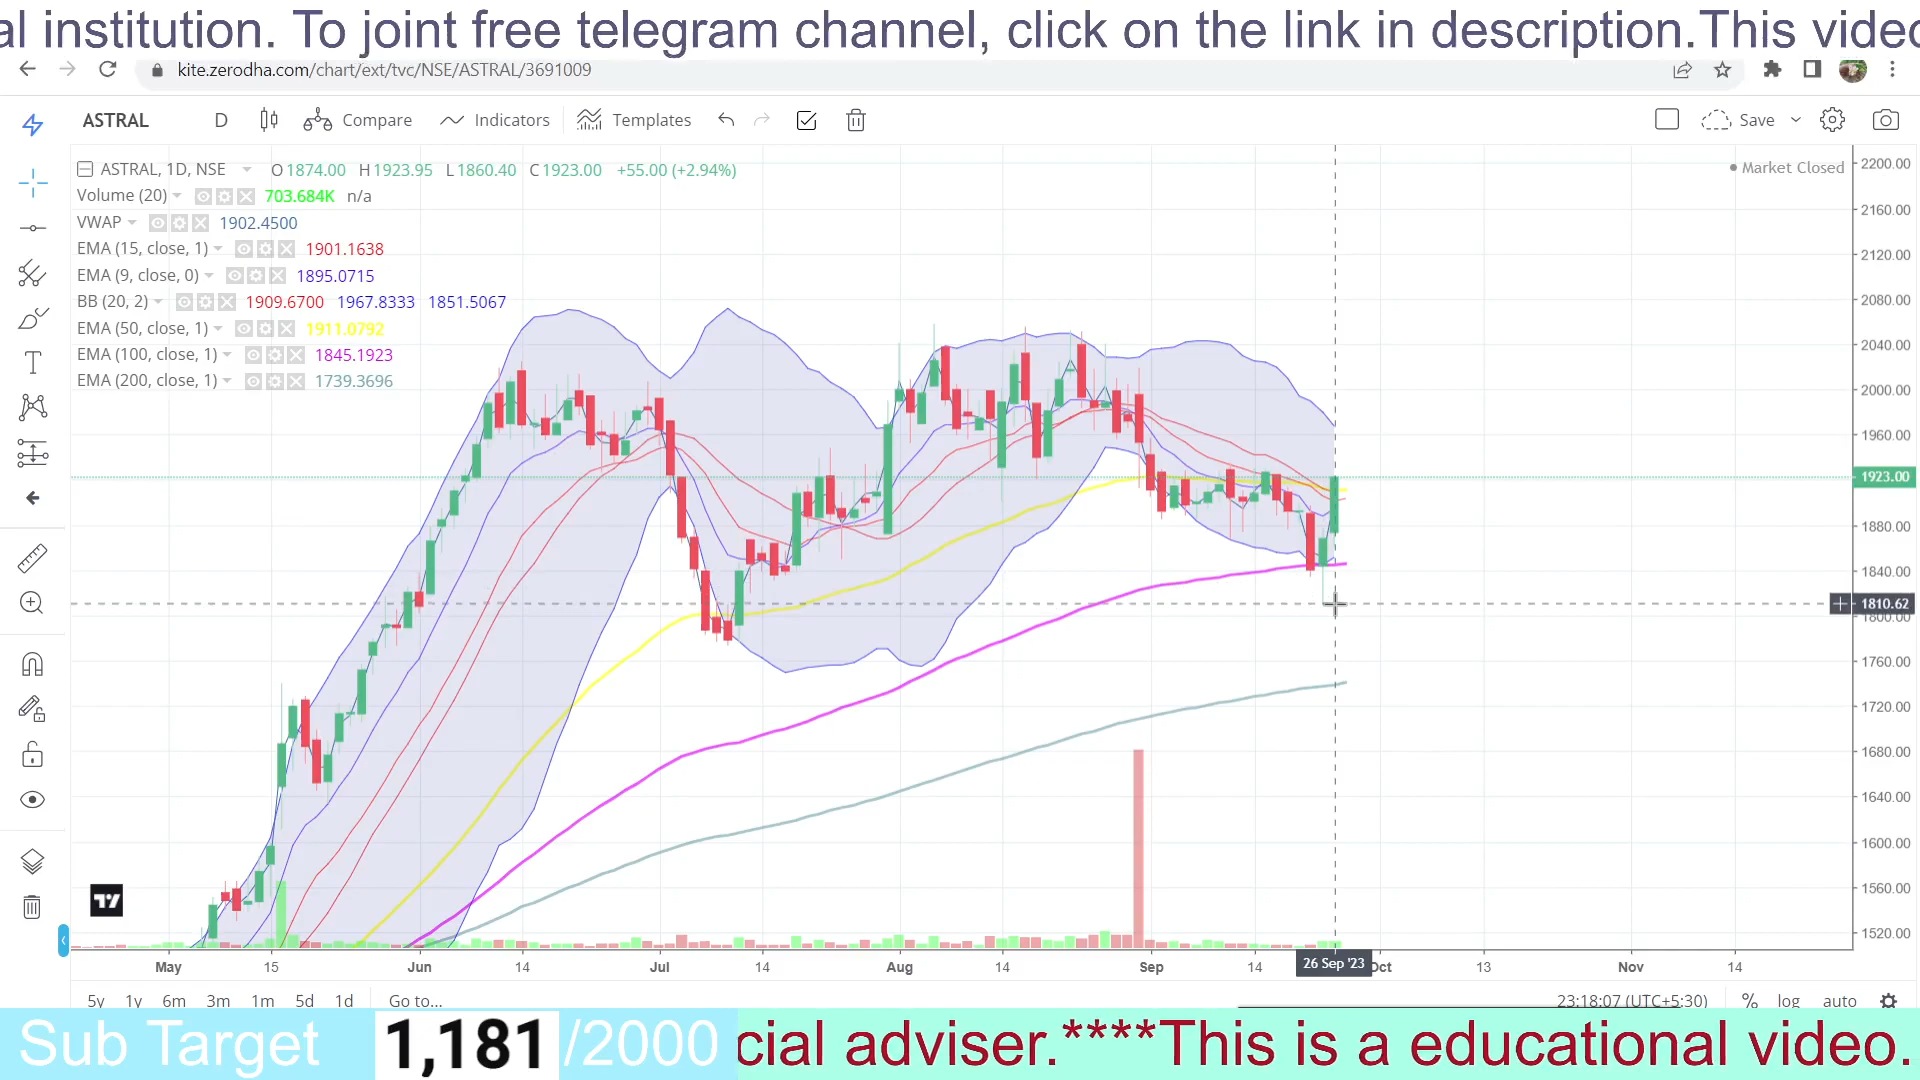 al institution. To joint free telegram channel, click on the link in description.This videc
kite.zerodha.com/chart/ext/tvc/NSE/ASTRAL/3691009
ASTRAL D Compare Indicators Templates Save
ASTRAL, 1D, NSE O1874.00 H1923.95 L1860.40 C1923.00 +55.00 (+2.94%)
Market Closed
Volume (20) 703.684K n/a
VWAP 1902.4500
EMA (15, close, 1) 1901.1638
EMA (9, close, 0) 1895.0715
BB (20, 2) 1909.6700 1967.8333 1851.5067
EMA (50, close, 1) 1911.0792
EMA (100, close, 1) 1845.1923
EMA (200, close, 1) 1739.3696
2200.00
2160.00
2120.00
2080.00
2040.00
2000.00
1960.00
1923.00
1880.00
1840.00
1810.62
1800.00
1760.00
1720.00
1680.00
1640.00
1600.00
1560.00
1520.00
May 15 Jun 14 Jul 14 Aug 14 Sep 14 26 Sep '23 Oct 13 Nov 14
5y 1y 6m 3m 1m 5d 1d Go to... 23:18:07 (UTC+5:30) % log auto
Sub Target 1,181 /2000 cial adviser.****This is a educational video.